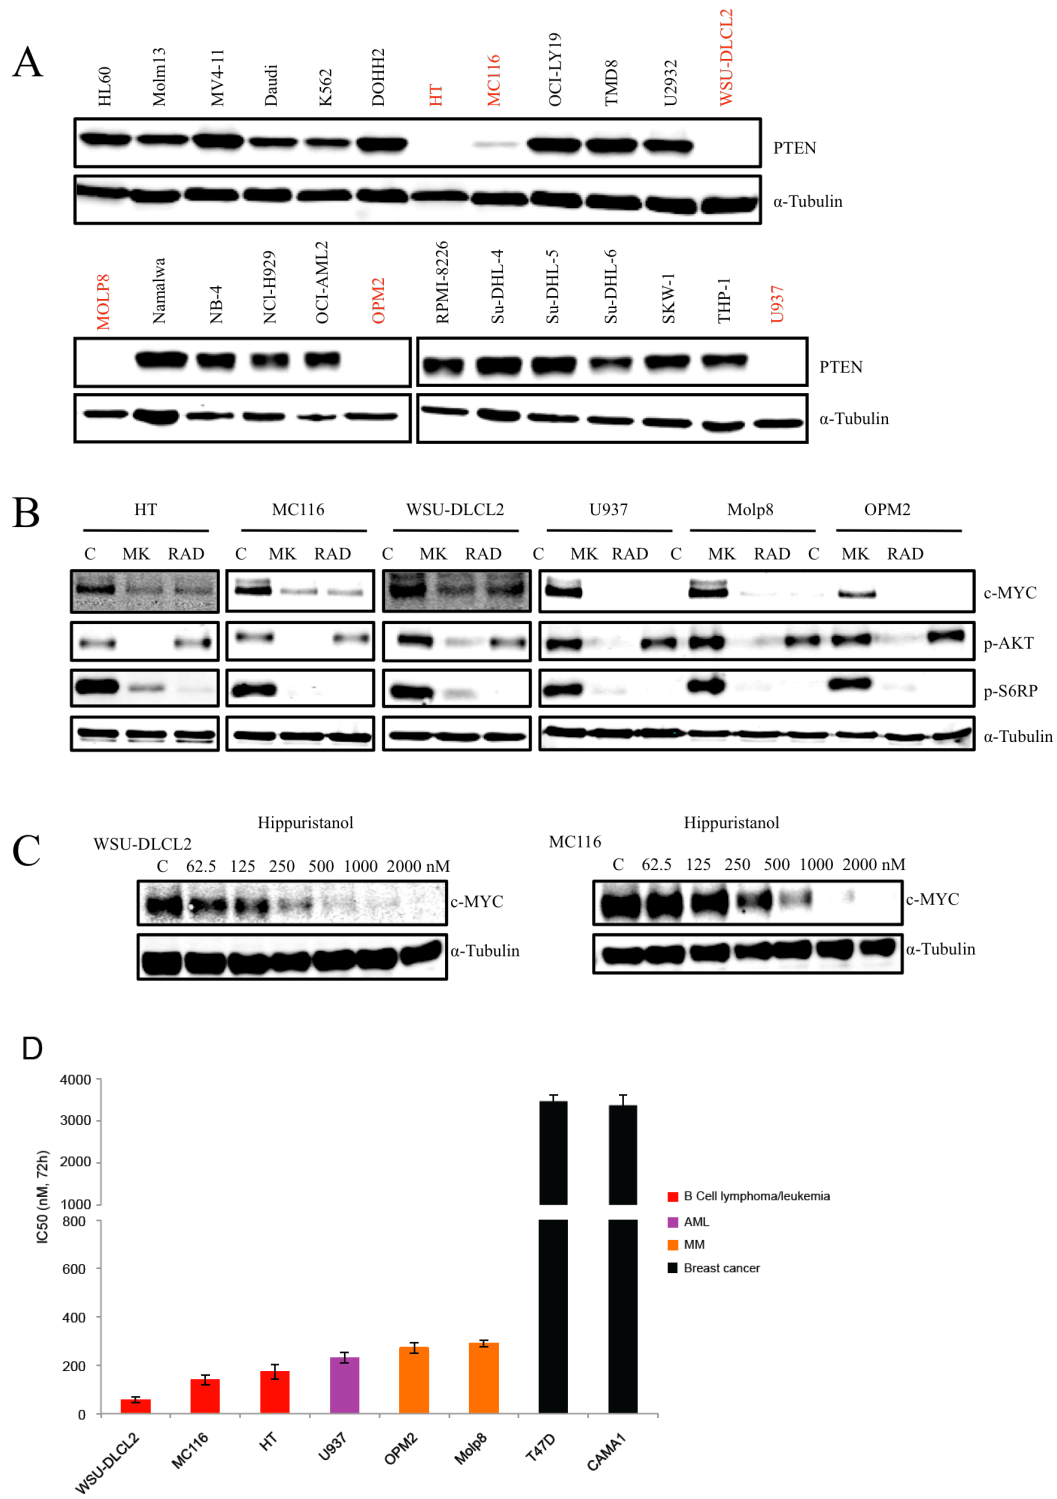 A
HL60 Molm13 MV4-11 Daudi K562 DOHH2 HT MC116 OCI-LY19 TMD8 U2932 WSU-DLCL2
PTEN
α-Tubulin
MOLP8 Namalwa NB-4 NCI-H929 OCI-AML2 OPM2 RPMI-8226 Su-DHL-4 Su-DHL-5 Su-DHL-6 SKW-1 THP-1 U937
PTEN
α-Tubulin
B
HT MC116 WSU-DLCL2 U937 Molp8 OPM2
C MK RAD C MK RAD C MK RAD C MK RAD C MK RAD C MK RAD
c-MYC
p-AKT
p-S6RP
α-Tubulin
C
Hippuristanol Hippuristanol
WSU-DLCL2 MC116
C 62.5 125 250 500 1000 2000 nM C 62.5 125 250 500 1000 2000 nM
c-MYC c-MYC
α-Tubulin α-Tubulin
D
4000
3000
2000
1000
800
600
400
200
0
IC50 (nM, 72h)
B Cell lymphoma/leukemia
AML
MM
Breast cancer
WSU-DLCL2 MC116 HT U937 OPM2 Molp8 T47D CAMA1